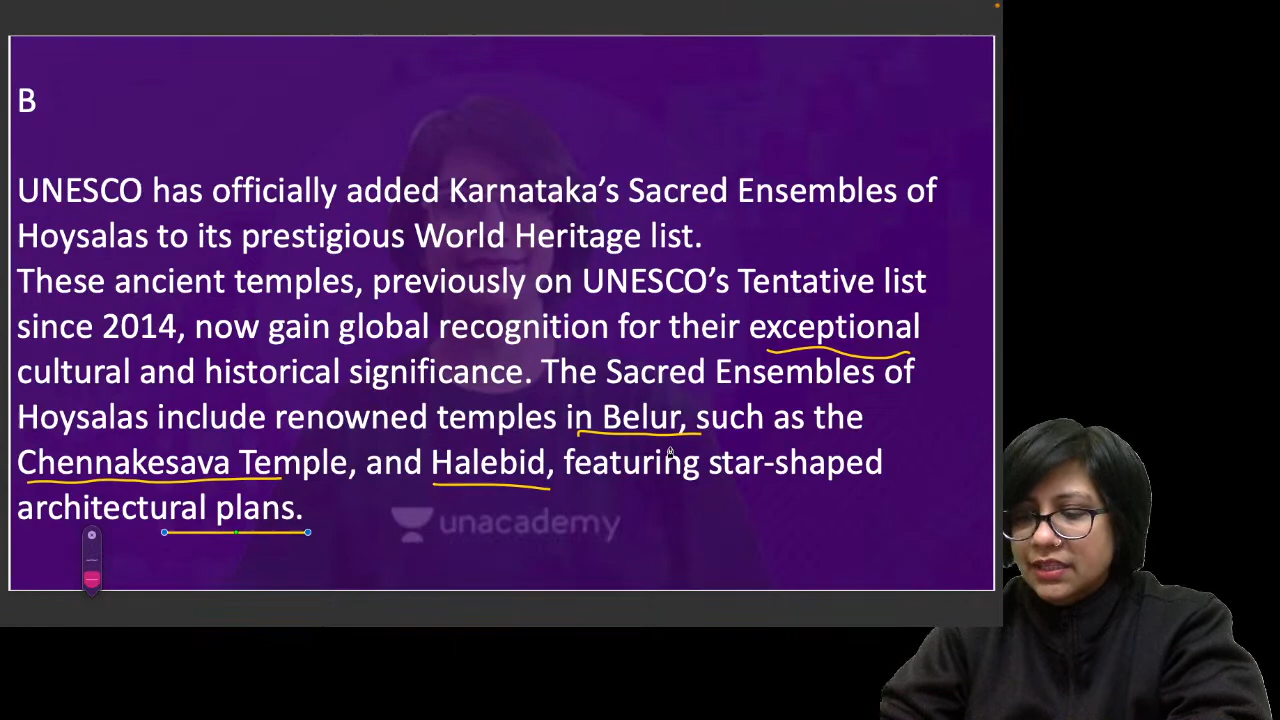 B
UNESCO has officially added Karnataka’s Sacred Ensembles of
Hoysalas to its prestigious World Heritage list.
These ancient temples, previously on UNESCO’s Tentative list
since 2014, now gain global recognition for their exceptional
cultural and historical significance. The Sacred Ensembles of
Hoysalas include renowned temples in Belur, such as the
Chennakesava Temple, and Halebid, featuring star-shaped
architectural plans.
unacademy